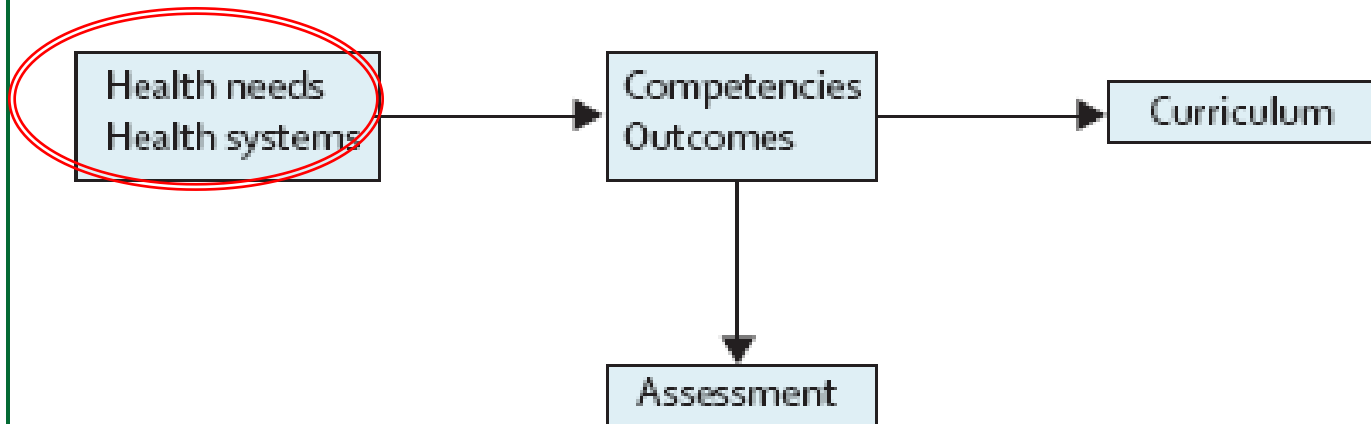 Health needs
Health systems
Competencies
Outcomes
Curriculum
Assessment